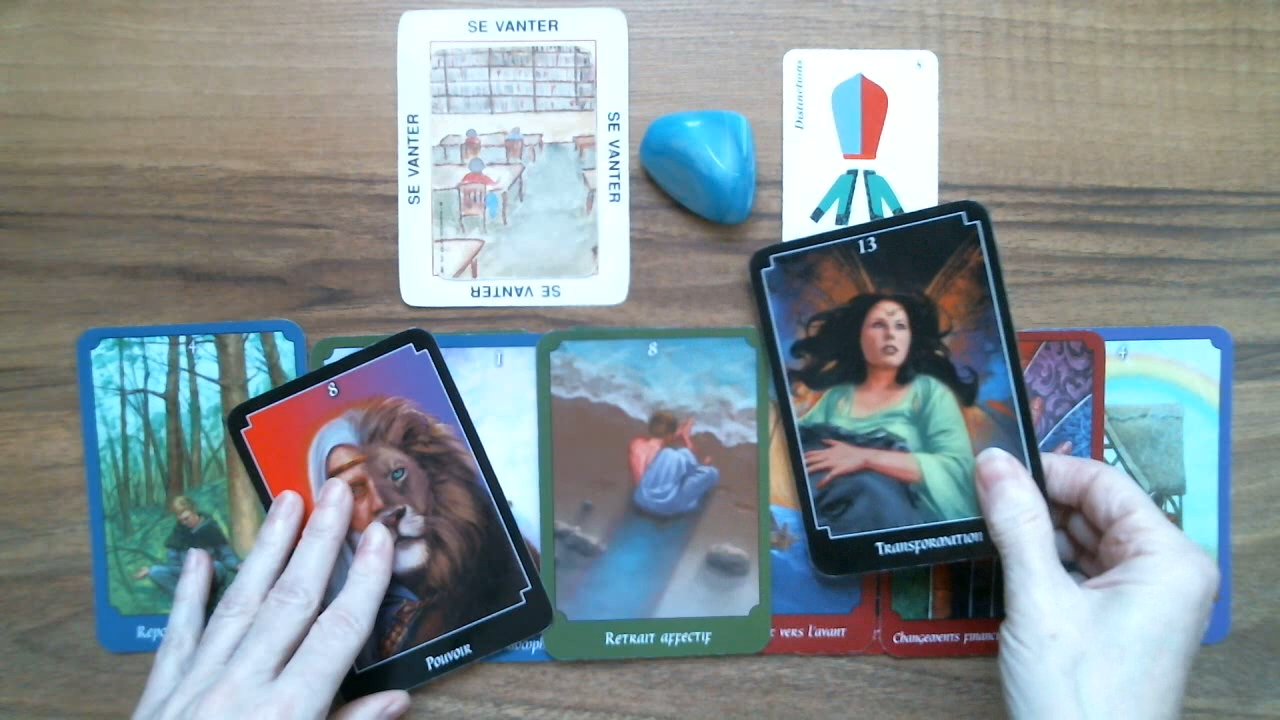 SE VANTER
SE VANTER
SE VANTER
SE VANTER
Distinctions
13
Transformation
4
8
Pouvoir
1
8
Retrait affectif
vers l'avant
Changements
4